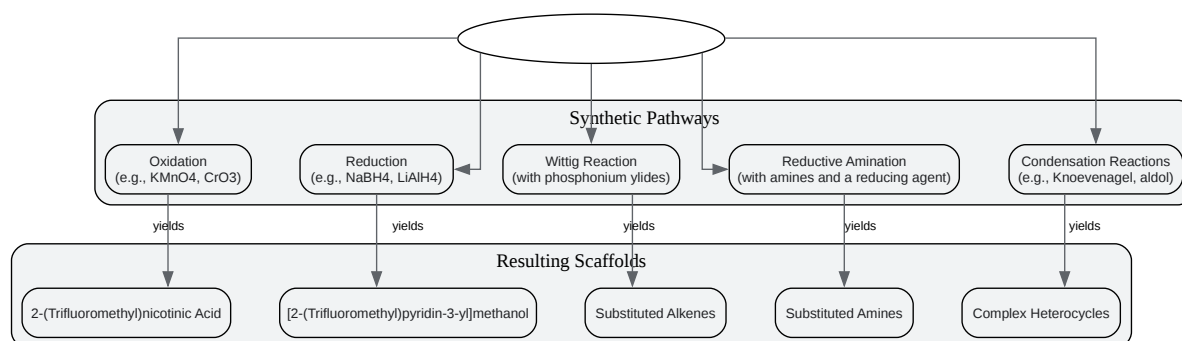 Synthetic Pathways
Oxidation
(e.g., KMnO4, CrO3)
Reduction
(e.g., NaBH4, LiAlH4)
Wittig Reaction
(with phosphonium ylides)
Reductive Amination
(with amines and a reducing agent)
Condensation Reactions
(e.g., Knoevenagel, aldol)
yields
yields
yields
yields
yields
Resulting Scaffolds
2-(Trifluoromethyl)nicotinic Acid
[2-(Trifluoromethyl)pyridin-3-yl]methanol
Substituted Alkenes
Substituted Amines
Complex Heterocycles